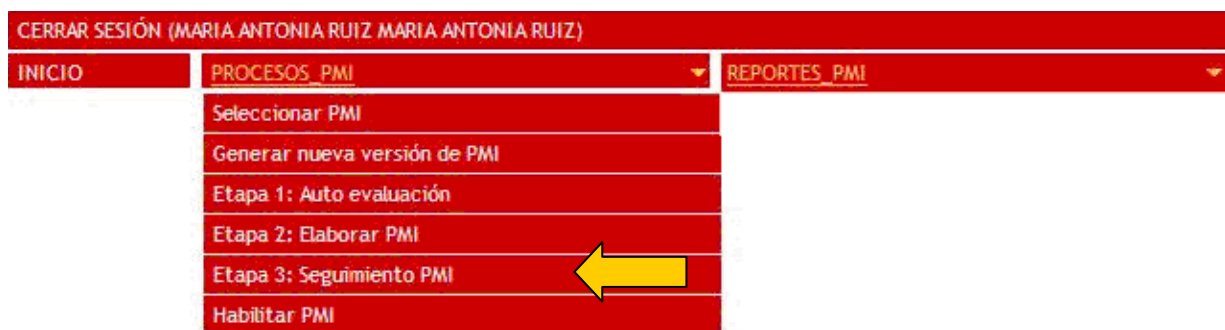 CERRAR SESIÓN (MARIA ANTONIA RUIZ MARIA ANTONIA RUIZ)
INICIO PROCESOS_PMI REPORTES_PMI
Seleccionar PMI
Generar nueva versión de PMI
Etapa 1: Auto evaluación
Etapa 2: Elaborar PMI
Etapa 3: Seguimiento PMI
Habilitar PMI